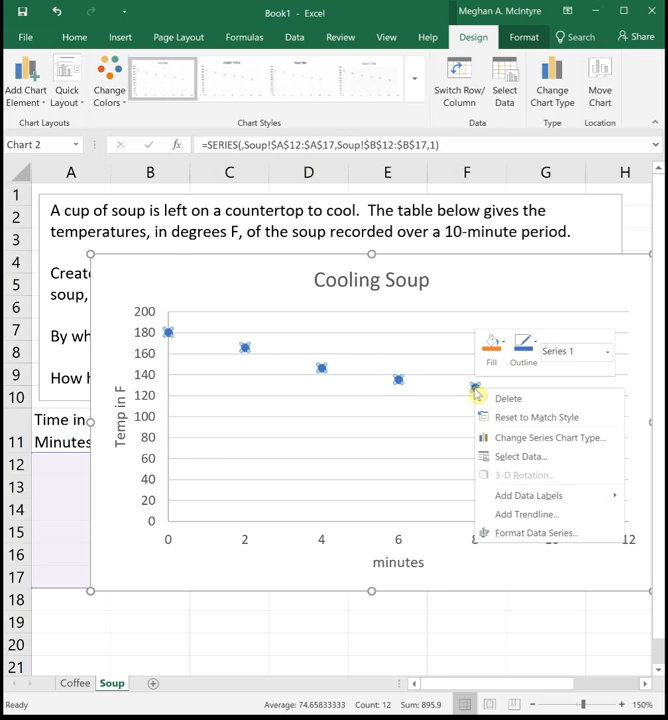 Book1 - Excel
Meghan A. McIntyre
File Home Insert Page Layout Formulas Data Review View Help Design Format Search Share
Add Chart Element
Quick Layout
Change Colors
Switch Row/ Column
Select Data
Change Chart Type
Move Chart
Chart Layouts Chart Styles Data Type Location
Chart 2
fx =SERIES(,Soup!$A$12:$A$17,Soup!$B$12:$B$17,1)
A B C D E F G H
1
2
3
4
5
6
7
8
9
10
11
12
13
14
15
16
17
18
19
20
21
A cup of soup is left on a countertop to cool. The table below gives the
temperatures, in degrees F, of the soup recorded over a 10-minute period.
soup,
Time in
Minutes
Cooling Soup
Temp in F
200
180
160
140
120
100
80
60
40
20
0
0 2 4 6 8 12
minutes
Fill Outline Series 1
Delete
Reset to Match Style
Change Series Chart Type...
Select Data...
3-D Rotation...
Add Data Labels
Add Trendline...
Format Data Series...
Coffee Soup
Ready Average: 74.65833333 Count: 12 Sum: 895.9 150%